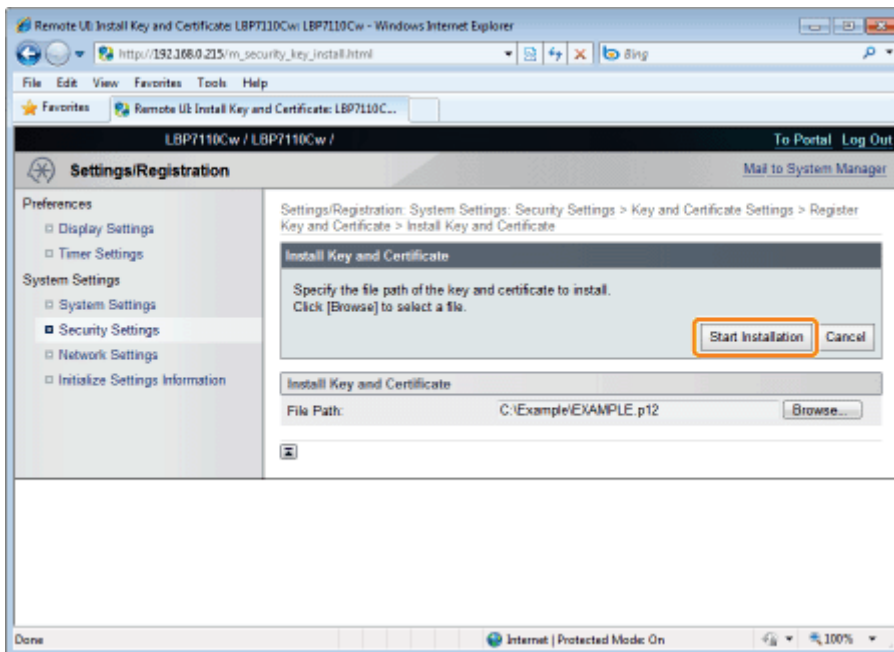 Remote UI: Install Key and Certificate: LBP7110Cw: LBP7110Cw - Windows Internet Explorer
http://192.168.0.215/m_security_key_install.html
Bing
File Edit View Favorites Tools Help
Favorites
Remote UI: Install Key and Certificate: LBP7110C...
LBP7110Cw / LBP7110Cw /
To Portal Log Out
Settings/Registration
Mail to System Manager
Preferences
Display Settings
Timer Settings
System Settings
System Settings
Security Settings
Network Settings
Initialize Settings Information
Settings/Registration: System Settings: Security Settings > Key and Certificate Settings > Register
Key and Certificate > Install Key and Certificate
Install Key and Certificate
Specify the file path of the key and certificate to install.
Click [Browse] to select a file.
Start Installation
Cancel
Install Key and Certificate
File Path:
C:\Example\EXAMPLE.p12
Browse...
Done
Internet | Protected Mode: On
100%